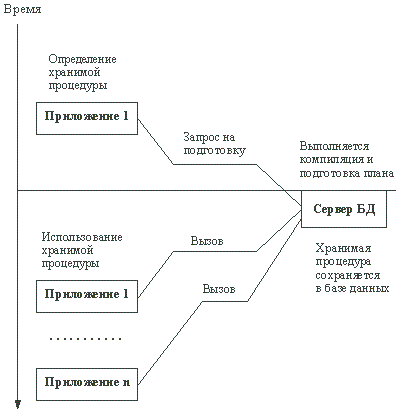 Время
Определение
хранимой
процедуры
Приложение 1
Запрос на
подготовку
Выполняется
компиляция и
подготовка плана
Сервер БД
Использование
хранимой
процедуры
Вызов
Хранимая
процедура
сохраняется
в базе данных
Приложение 1
Вызов
...........
Приложение n